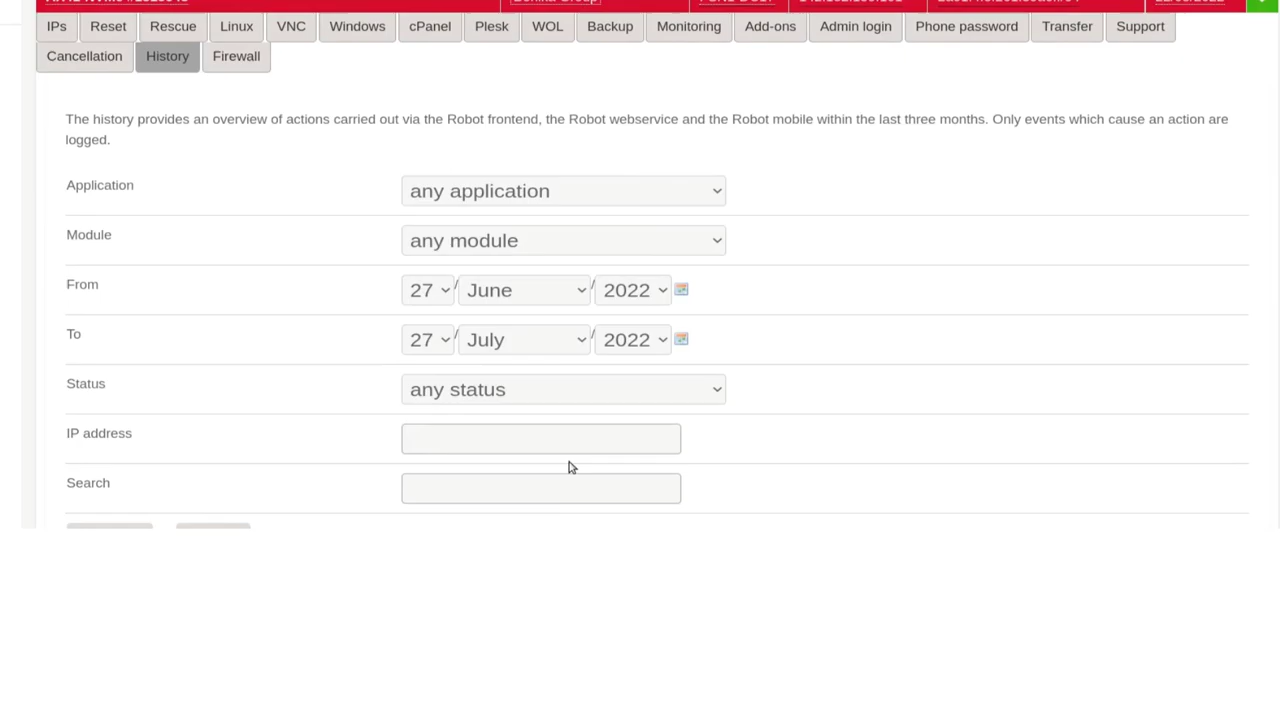 IPs Reset Rescue Linux VNC Windows cPanel Plesk WOL Backup Monitoring Add-ons Admin login Phone password Transfer Support
Cancellation History Firewall
The history provides an overview of actions carried out via the Robot frontend, the Robot webservice and the Robot mobile within the last three months. Only events which cause an action are
logged.
Application any application
Module any module
From 27 / June / 2022
To 27 / July / 2022
Status any status
IP address
Search